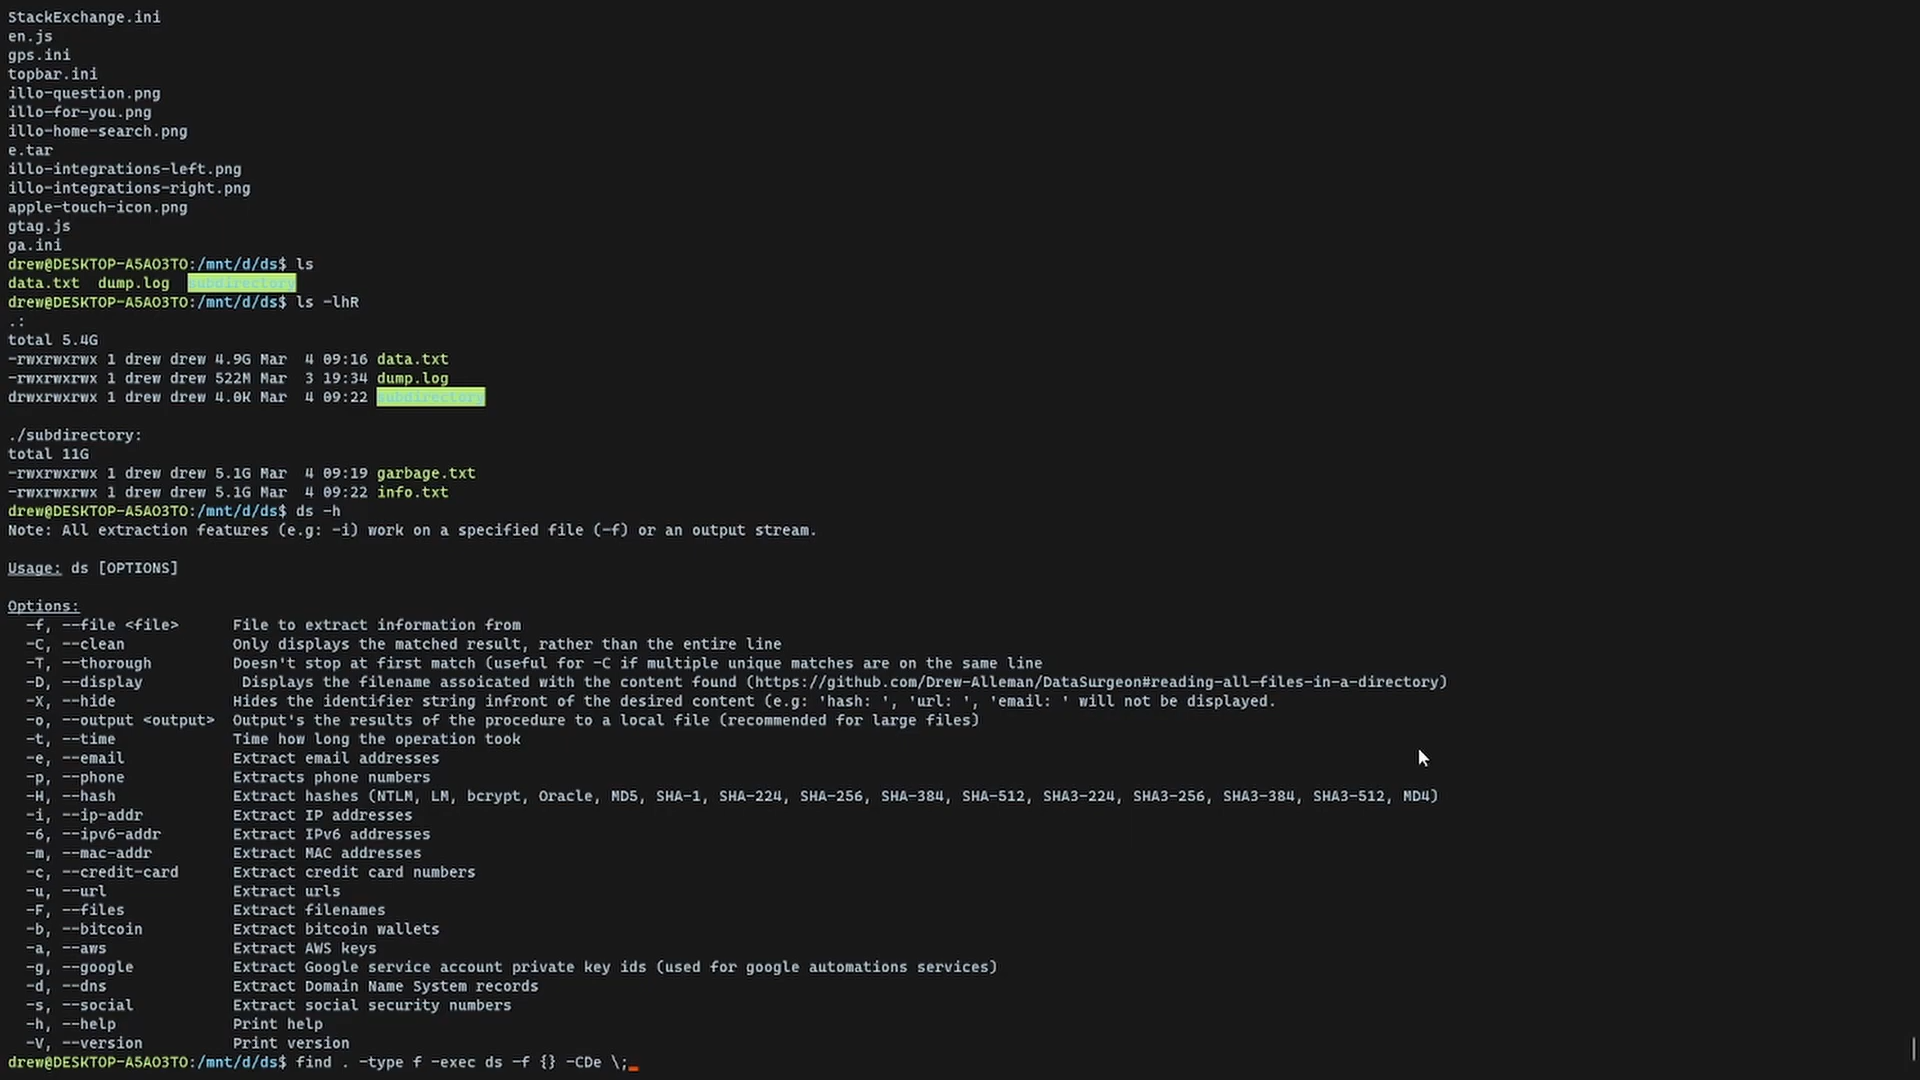 StackExchange.ini
en.js
gps.ini
topbar.ini
illo-question.png
illo-for-you.png
illo-home-search.png
e.tar
illo-integrations-left.png
illo-integrations-right.png
apple-touch-icon.png
gtag.js
ga.ini
drew@DESKTOP-A5AO3TO:/mnt/d/ds$ ls
data.txt  dump.log  subdirectory
drew@DESKTOP-A5AO3TO:/mnt/d/ds$ ls -lhR
.:
total 5.4G
-rwxrwxrwx 1 drew drew 4.9G Mar  4 09:16 data.txt
-rwxrwxrwx 1 drew drew 522M Mar  3 19:34 dump.log
drwxrwxrwx 1 drew drew 4.0K Mar  4 09:22 subdirectory
./subdirectory:
total 11G
-rwxrwxrwx 1 drew drew 5.1G Mar  4 09:19 garbage.txt
-rwxrwxrwx 1 drew drew 5.1G Mar  4 09:22 info.txt
drew@DESKTOP-A5AO3TO:/mnt/d/ds$ ds -h
Note: All extraction features (e.g: -i) work on a specified file (-f) or an output stream.
Usage: ds [OPTIONS]
Options:
  -f, --file <file>      File to extract information from
  -C, --clean            Only displays the matched result, rather than the entire line
  -T, --thorough         Doesn't stop at first match (useful for -C if multiple unique matches are on the same line
  -D, --display           Displays the filename assoicated with the content found (https://github.com/Drew-Alleman/DataSurgeon#reading-all-files-in-a-directory)
  -X, --hide             Hides the identifier string infront of the desired content (e.g: 'hash: ', 'url: ', 'email: ' will not be displayed.
  -o, --output <output>  Output's the results of the procedure to a local file (recommended for large files)
  -t, --time             Time how long the operation took
  -e, --email            Extract email addresses
  -p, --phone            Extracts phone numbers
  -H, --hash             Extract hashes (NTLM, LM, bcrypt, Oracle, MD5, SHA-1, SHA-224, SHA-256, SHA-384, SHA-512, SHA3-224, SHA3-256, SHA3-384, SHA3-512, MD4)
  -i, --ip-addr          Extract IP addresses
  -6, --ipv6-addr        Extract IPv6 addresses
  -m, --mac-addr         Extract MAC addresses
  -c, --credit-card      Extract credit card numbers
  -u, --url              Extract urls
  -F, --files            Extract filenames
  -b, --bitcoin          Extract bitcoin wallets
  -a, --aws              Extract AWS keys
  -g, --google           Extract Google service account private key ids (used for google automations services)
  -d, --dns              Extract Domain Name System records
  -s, --social           Extract social security numbers
  -h, --help             Print help
  -V, --version          Print version
drew@DESKTOP-A5AO3TO:/mnt/d/ds$ find . -type f -exec ds -f {} -CDe \;